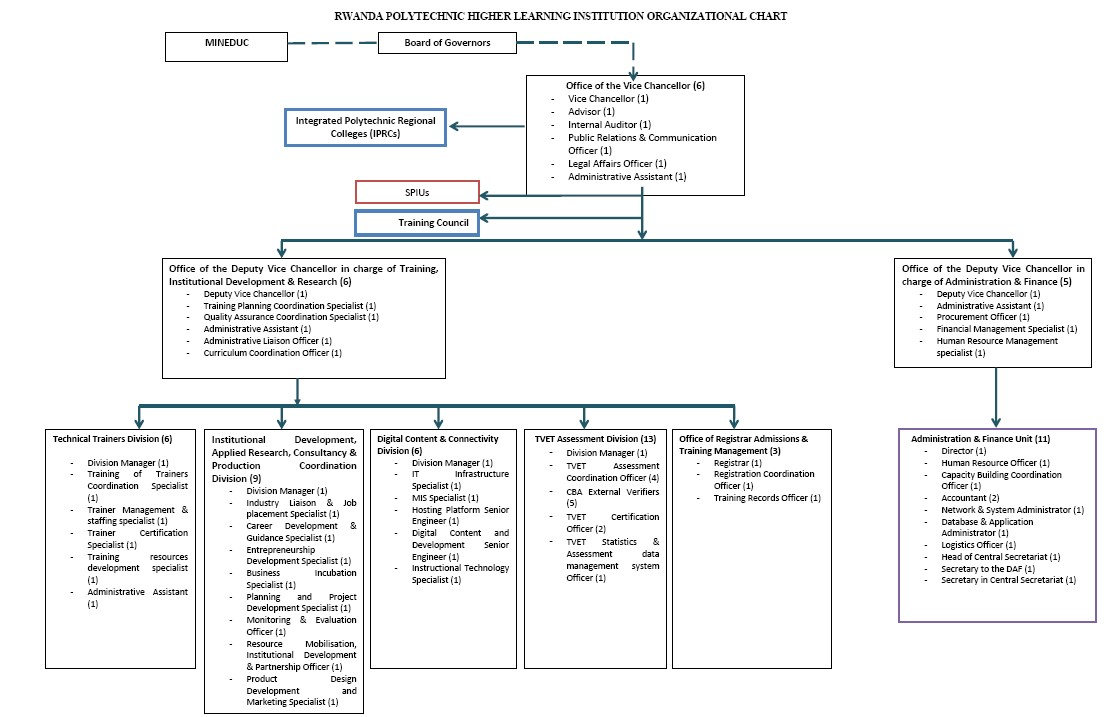 RWANDA POLYTECHNIC HIGHER LEARNING INSTITUTION ORGANIZATIONAL CHART
MINEDUC
Board of Governors
Office of the Vice Chancellor (6)
- Vice Chancellor (1)
- Advisor (1)
- Internal Auditor (1)
- Public Relations & Communication
Officer (1)
- Legal Affairs Officer (1)
- Administrative Assistant (1)
Integrated Polytechnic Regional
Colleges (IPRCs)
SPIUs
Training Council
Office of the Deputy Vice Chancellor in charge of Training,
Institutional Development & Research (6)
- Deputy Vice Chancellor (1)
- Training Planning Coordination Specialist (1)
- Quality Assurance Coordination Specialist (1)
- Administrative Assistant (1)
- Administrative Liaison Officer (1)
- Curriculum Coordination Officer (1)
Office of the Deputy Vice Chancellor in
charge of Administration & Finance (5)
- Deputy Vice Chancellor (1)
- Administrative Assistant (1)
- Procurement Officer (1)
- Financial Management Specialist (1)
- Human Resource Management
specialist (1)
Technical Trainers Division (6)
- Division Manager (1)
- Training of Trainers
Coordination Specialist
(1)
- Trainer Management &
staffing specialist (1)
- Trainer Certification
Specialist (1)
- Training resources
development specialist
(1)
- Administrative Assistant
(1)
Institutional Development,
Applied Research, Consultancy &
Production Coordination
Division (9)
- Division Manager (1)
- Industry Liaison & Job
placement Specialist (1)
- Career Development &
Guidance Specialist (1)
- Entrepreneurship
Development Specialist (1)
- Business Incubation
Specialist (1)
- Planning and Project
Development Specialist (1)
- Monitoring & Evaluation
Officer (1)
- Resource Mobilisation,
Institutional Development
& Partnership Officer (1)
- Product Design
Development and
Marketing Specialist (1)
Digital Content & Connectivity
Division (6)
- Division Manager (1)
- IT Infrastructure
Specialist (1)
- MIS Specialist (1)
- Hosting Platform Senior
Engineer (1)
- Digital Content and
Development Senior
Engineer (1)
- Instructional Technology
Specialist (1)
TVET Assessment Division (13)
- Division Manager (1)
- TVET Assessment
Coordination Officer (4)
- CBA External Verifiers
(5)
- TVET Certification
Officer (2)
- TVET Statistics &
Assessment data
management system
Officer (1)
Office of Registrar Admissions &
Training Management (3)
- Registrar (1)
- Registration Coordination
Officer (1)
- Training Records Officer (1)
Administration & Finance Unit (11)
- Director (1)
- Human Resource Officer (1)
- Capacity Building Coordination
Officer (1)
- Accountant (2)
- Network & System Administrator (1)
- Database & Application
Administrator (1)
- Logistics Officer (1)
- Head of Central Secretariat (1)
- Secretary to the DAF (1)
- Secretary in Central Secretariat (1)